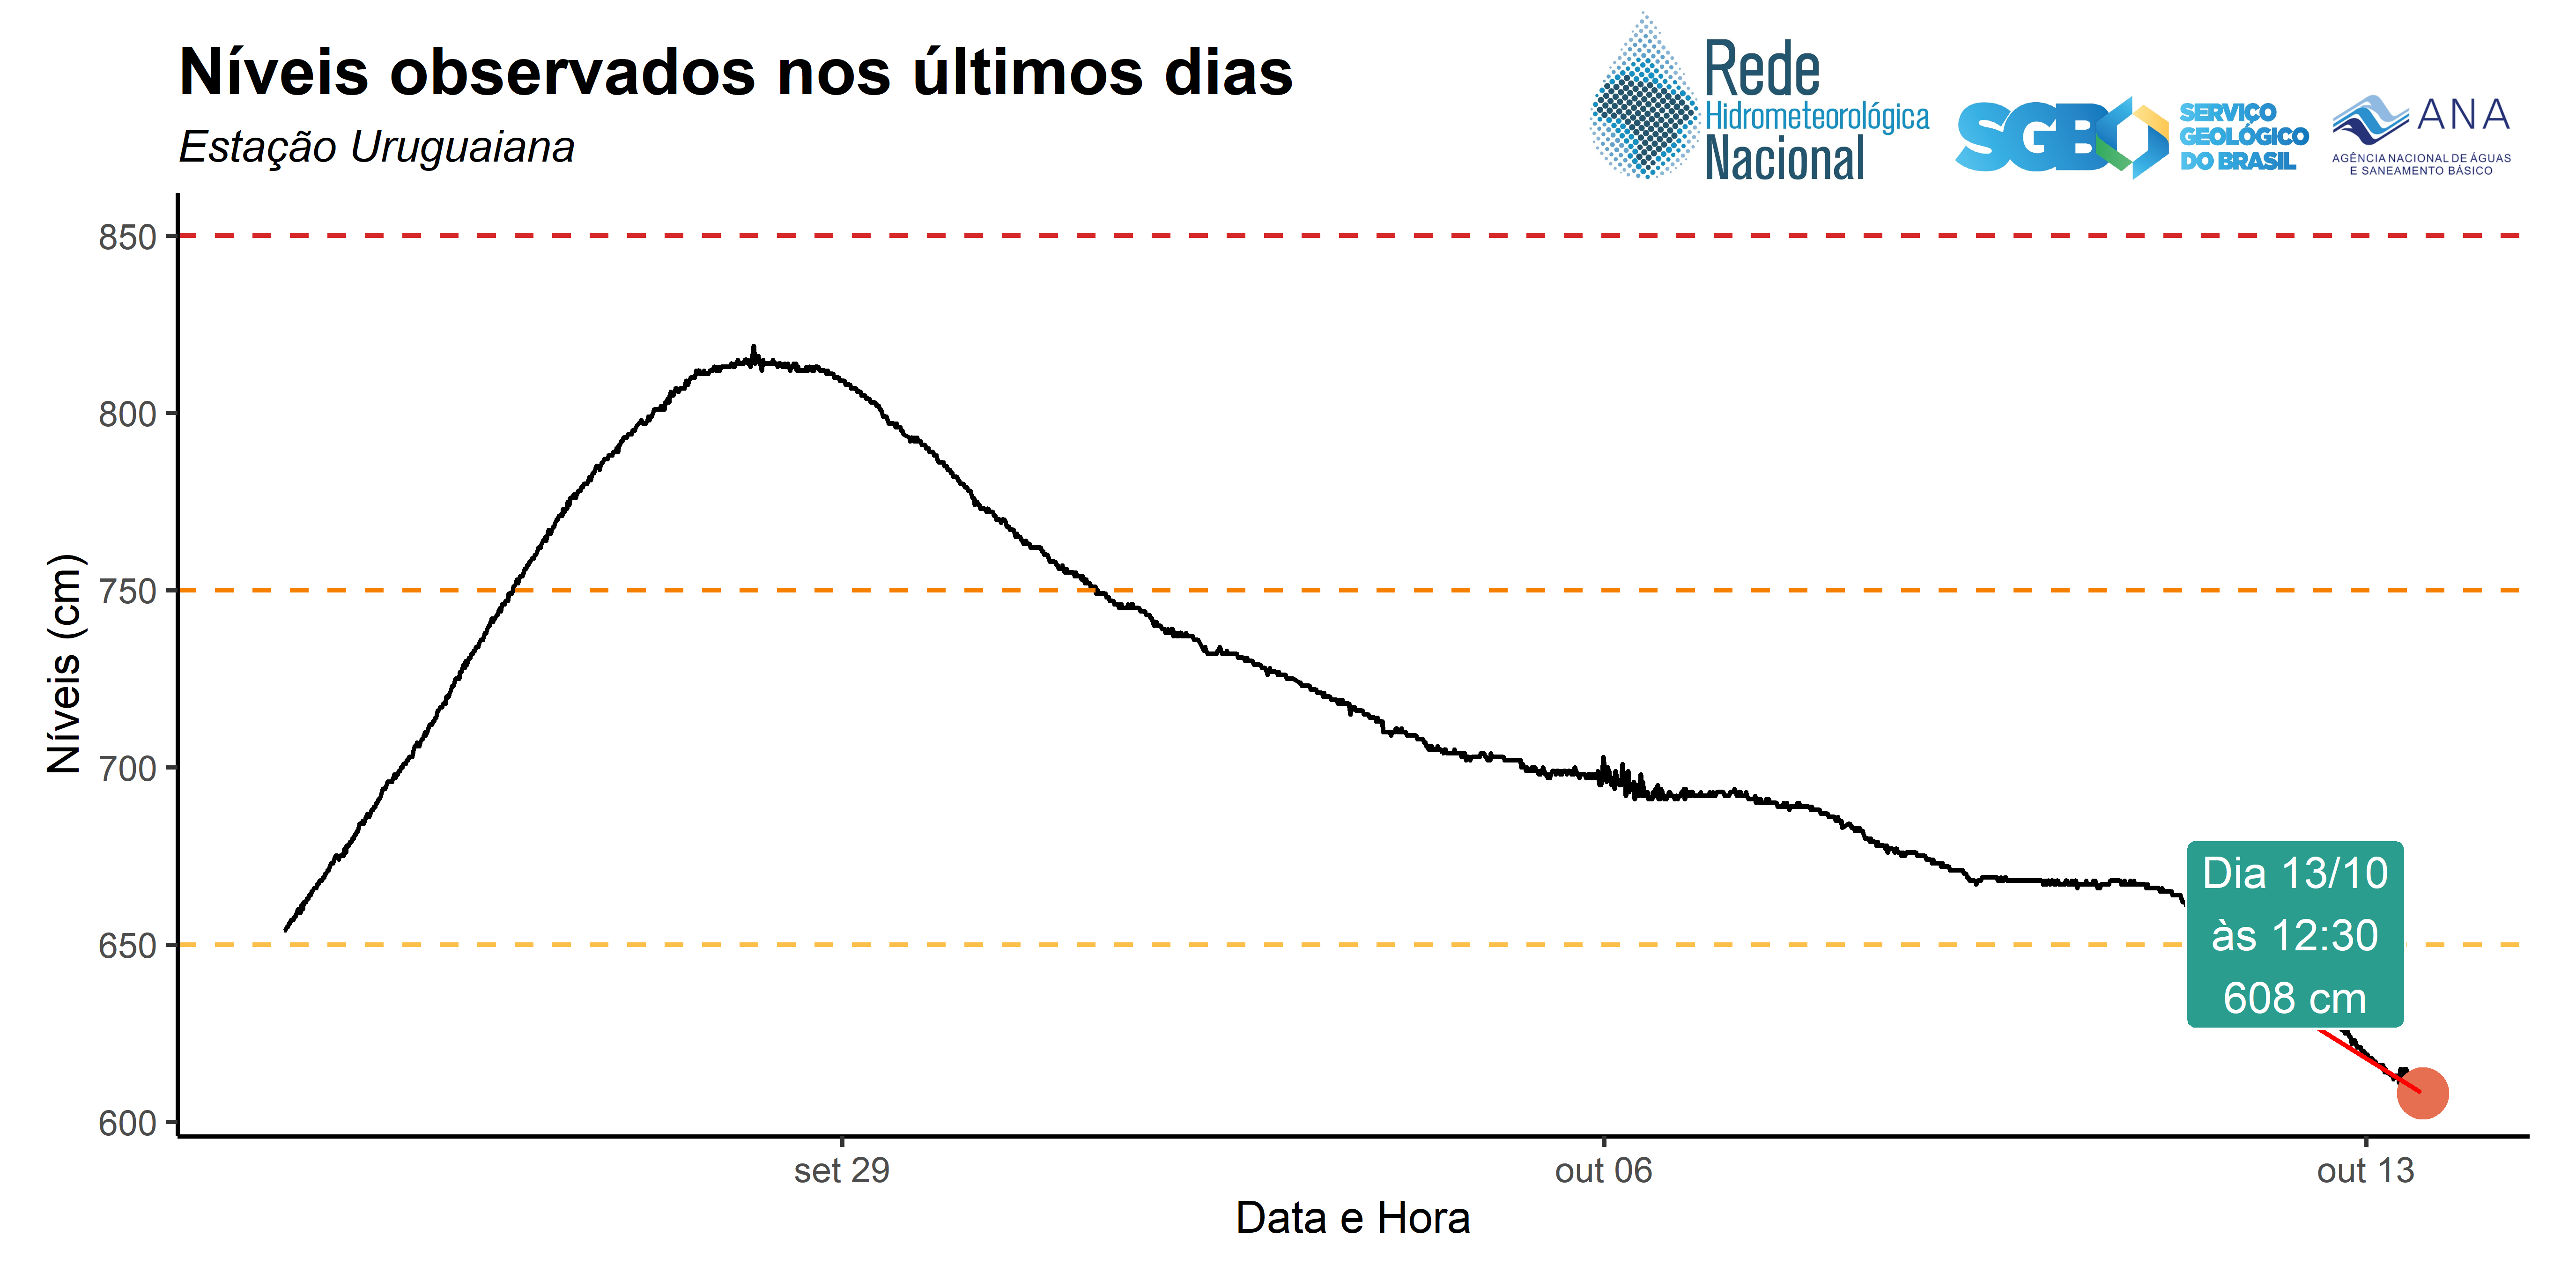 Níveis observados nos últimos dias
Estação Uruguaiana
Rede
Hidrometeorológica
Nacional
SGB
SERVIÇO
GEOLÓGICO
DO BRASIL
ANA
AGÊNCIA NACIONAL DE ÁGUAS
E SANEAMENTO BÁSICO
Níveis (cm)
850
800
750
700
650
600
Dia 13/10
às 12:30
608 cm
set 29
out 06
out 13
Data e Hora